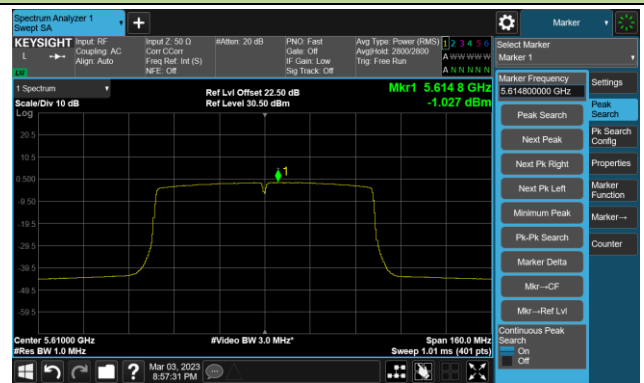 Spectrum Analyzer 1
Swept SA
+
Marker
KEYSIGHT
L
LW
Input: RF
Coupling: AC
Align: Auto
Input Z: 50 Ω
Corr CCorr
Freq Ref: Int (S)
NFE: Off
#Atten: 20 dB
PNO: Fast
Gate: Off
IF Gain: Low
Sig Track: Off
Avg Type: Power (RMS)
Avg|Hold: 2800/2800
Trig: Free Run
1 2 3 4 5 6
A W W W W W
A N N N N N
1 Spectrum
Scale/Div 10 dB
Log
Ref Lvl Offset 22.50 dB
Ref Level 30.50 dBm
Mkr1 5.614 8 GHz
-1.027 dBm
20.5
10.5
0.500
-9.50
-19.5
-29.5
-39.5
-49.5
-59.5
1
Center 5.61000 GHz
#Res BW 1.0 MHz
#Video BW 3.0 MHz*
Span 160.0 MHz
Sweep 1.01 ms (401 pts)
Mar 03, 2023
8:57:31 PM
Select Marker
Marker 1
Marker Frequency
5.614800000 GHz
Peak Search
Next Peak
Next Pk Right
Next Pk Left
Minimum Peak
Pk-Pk Search
Marker Delta
Mkr→CF
Mkr→Ref Lvl
Continuous Peak
Search
On
Off
Settings
Peak
Search
Pk Search
Config
Properties
Marker
Function
Marker→
Counter